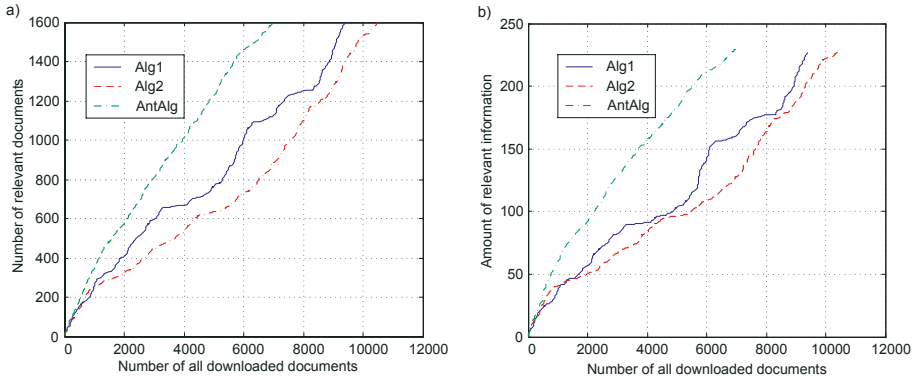 a)
1600
1400
1200
1000
800
600
400
200
0
Number of relevant documents
Alg1
Alg2
AntAlg
0 2000 4000 6000 8000 10000 12000
Number of all downloaded documents
b)
250
200
150
100
50
0
Amount of relevant information
Alg1
Alg2
AntAlg
0 2000 4000 6000 8000 10000 12000
Number of all downloaded documents